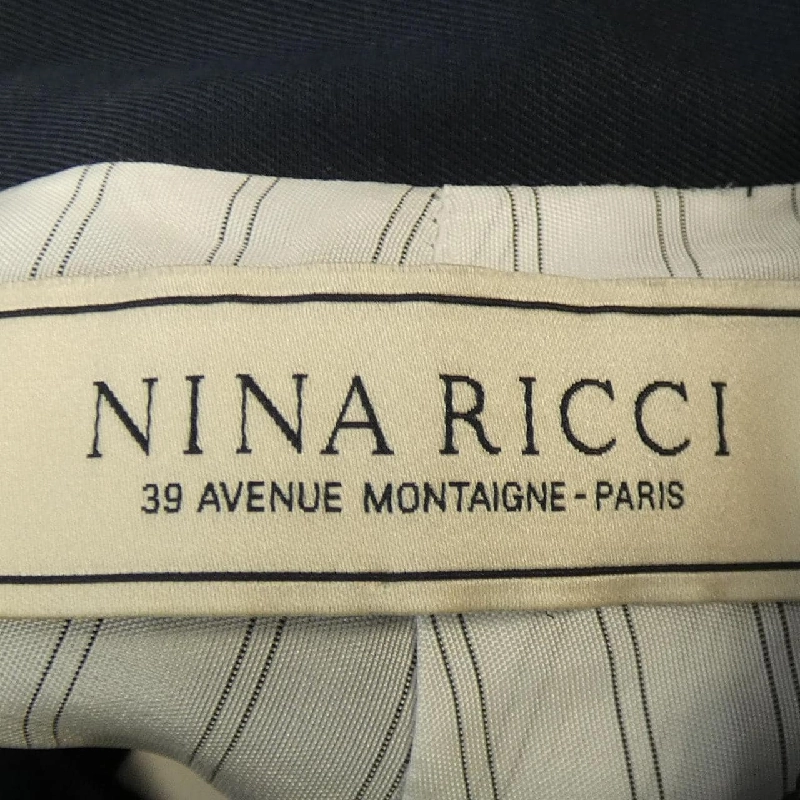 NINA RICCI
39 AVENUE MONTAIGNE - PARIS